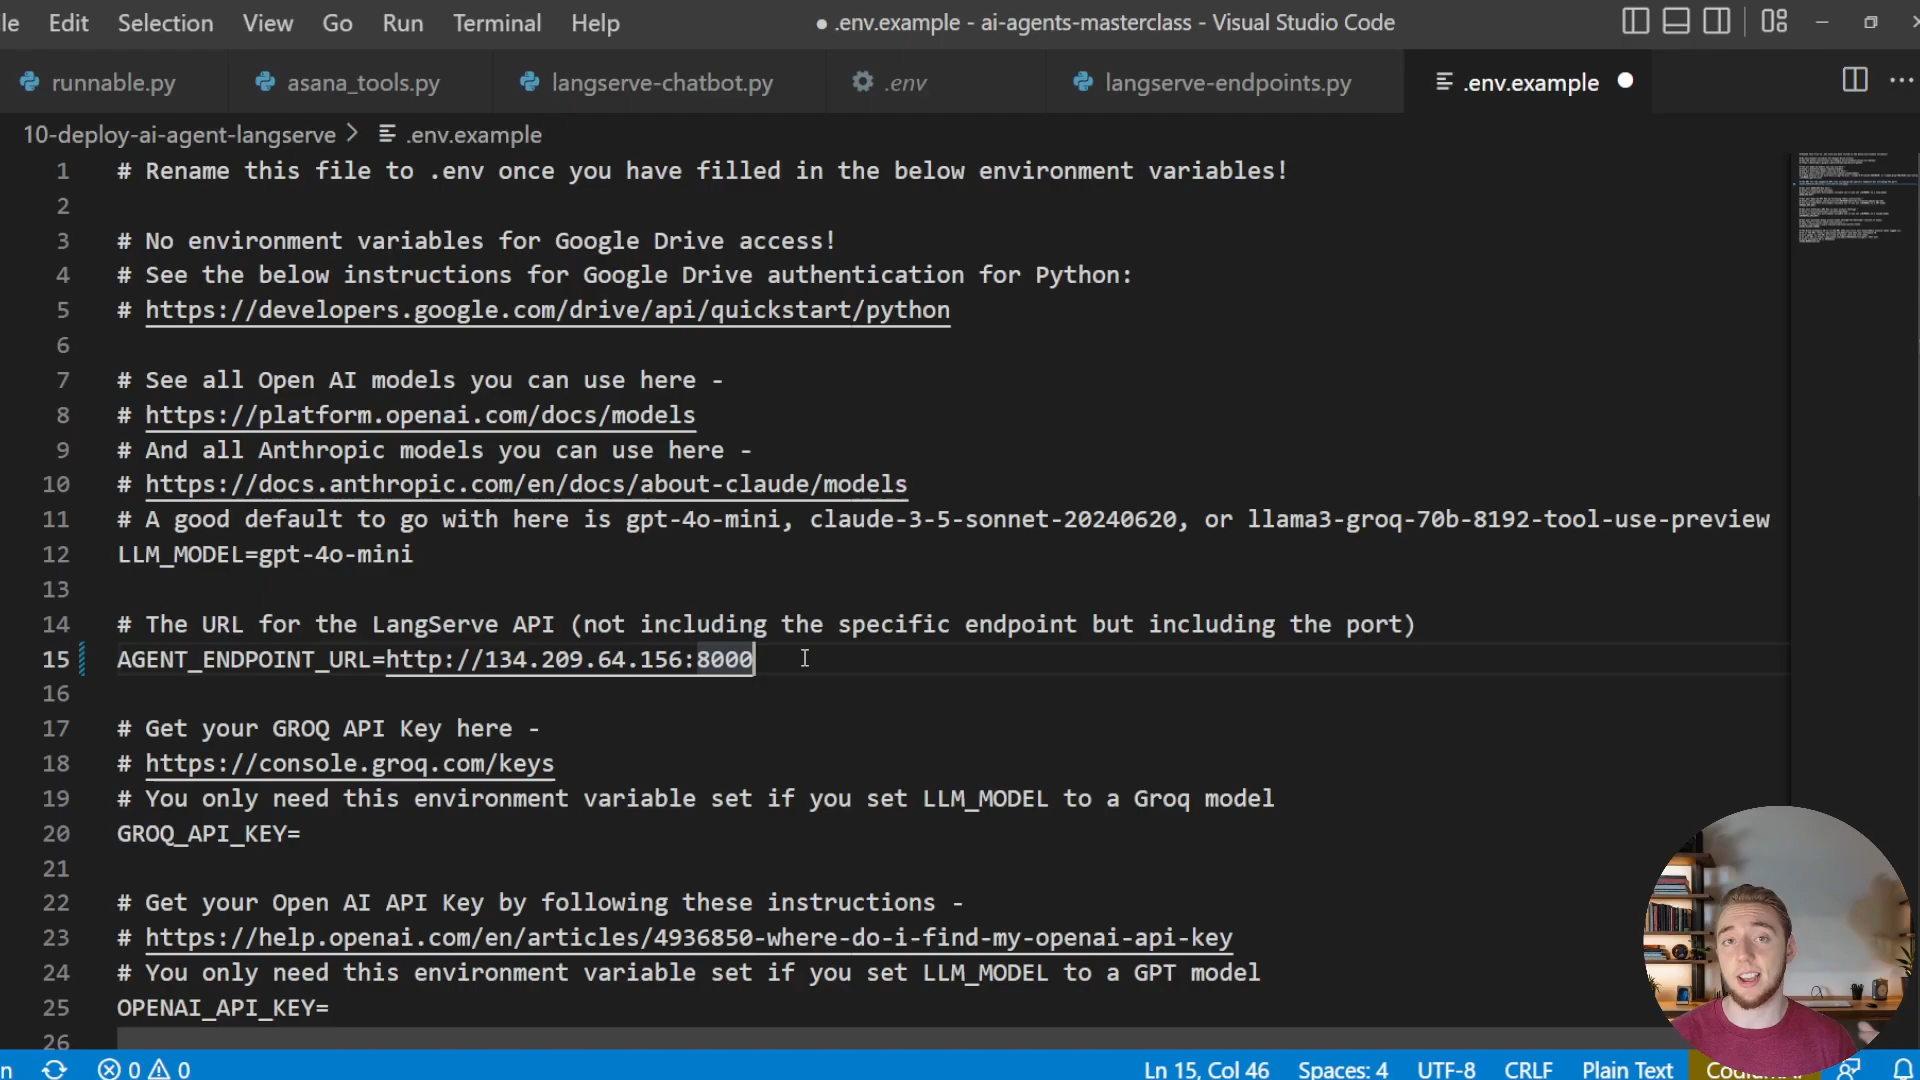 le Edit Selection View Go Run Terminal Help
● .env.example - ai-agents-masterclass - Visual Studio Code
runnable.py asana_tools.py langserve-chatbot.py .env langserve-endpoints.py .env.example
10-deploy-ai-agent-langserve > .env.example
1 # Rename this file to .env once you have filled in the below environment variables!
2
3 # No environment variables for Google Drive access!
4 # See the below instructions for Google Drive authentication for Python:
5 # https://developers.google.com/drive/api/quickstart/python
6
7 # See all Open AI models you can use here -
8 # https://platform.openai.com/docs/models
9 # And all Anthropic models you can use here -
10 # https://docs.anthropic.com/en/docs/about-claude/models
11 # A good default to go with here is gpt-4o-mini, claude-3-5-sonnet-20240620, or llama3-groq-70b-8192-tool-use-preview
12 LLM_MODEL=gpt-4o-mini
13
14 # The URL for the LangServe API (not including the specific endpoint but including the port)
15 AGENT_ENDPOINT_URL=http://134.209.64.156:8000
16
17 # Get your GROQ API Key here -
18 # https://console.groq.com/keys
19 # You only need this environment variable set if you set LLM_MODEL to a Groq model
20 GROQ_API_KEY=
21
22 # Get your Open AI API Key by following these instructions -
23 # https://help.openai.com/en/articles/4936850-where-do-i-find-my-openai-api-key
24 # You only need this environment variable set if you set LLM_MODEL to a GPT model
25 OPENAI_API_KEY=
26
n 0 0 Ln 15, Col 46 Spaces: 4 UTF-8 CRLF Plain Text